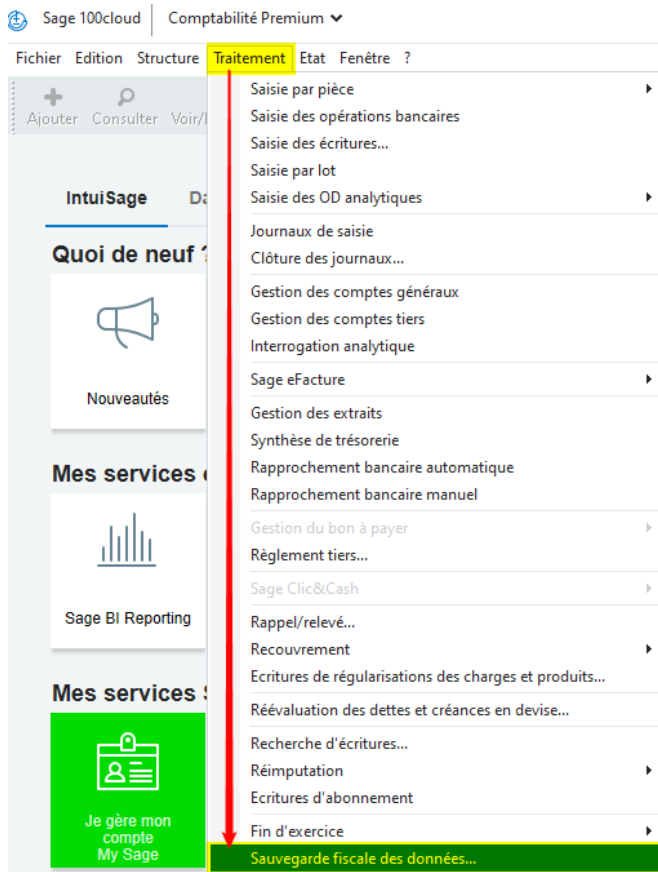 Sage 100cloud Comptabilité Premium
Fichier Edition Structure Traitement Etat Fenêtre ?
Ajouter Consulter Voir/
IntuiSage
Quoi de neuf ?
Nouveautés
Mes services
Sage BI Reporting
Mes services
Je gère mon
compte
My Sage
Saisie par pièce
Saisie des opérations bancaires
Saisie des écritures...
Saisie par lot
Saisie des OD analytiques
Journaux de saisie
Clôture des journaux...
Gestion des comptes généraux
Gestion des comptes tiers
Interrogation analytique
Sage eFacture
Gestion des extraits
Synthèse de trésorerie
Rapprochement bancaire automatique
Rapprochement bancaire manuel
Gestion du bon à payer
Règlement tiers...
Sage Clic&Cash
Rappel/relevé...
Recouvrement
Ecritures de régularisations des charges et produits...
Réévaluation des dettes et créances en devise...
Recherche d'écritures...
Réimputation
Ecritures d'abonnement
Fin d'exercice
Sauvegarde fiscale des données...